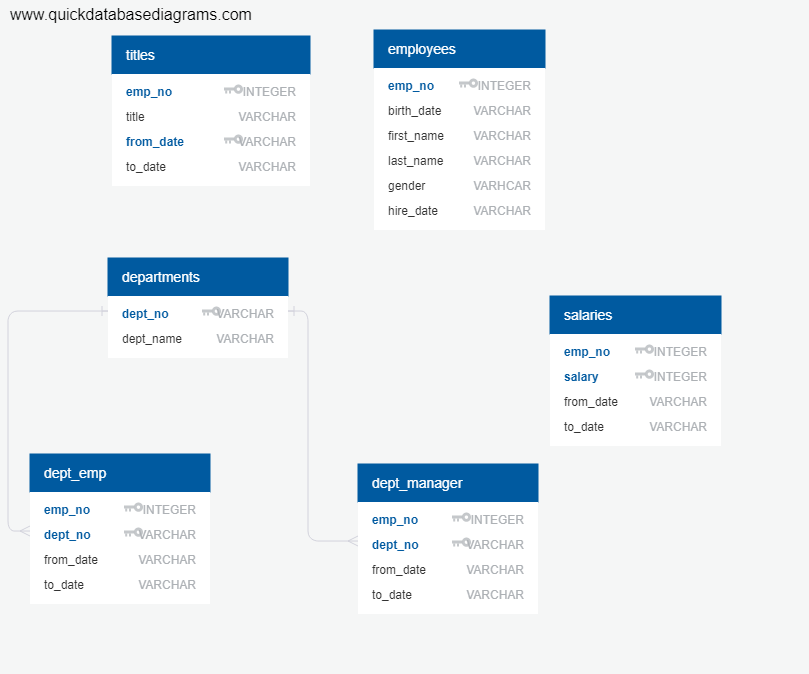 www.quickdatabasediagrams.com
titles
emp_no INTEGER
title VARCHAR
from_date VARCHAR
to_date VARCHAR
employees
emp_no INTEGER
birth_date VARCHAR
first_name VARCHAR
last_name VARCHAR
gender VARHCAR
hire_date VARCHAR
departments
dept_no VARCHAR
dept_name VARCHAR
salaries
emp_no INTEGER
salary INTEGER
from_date VARCHAR
to_date VARCHAR
dept_emp
emp_no INTEGER
dept_no VARCHAR
from_date VARCHAR
to_date VARCHAR
dept_manager
emp_no INTEGER
dept_no VARCHAR
from_date VARCHAR
to_date VARCHAR